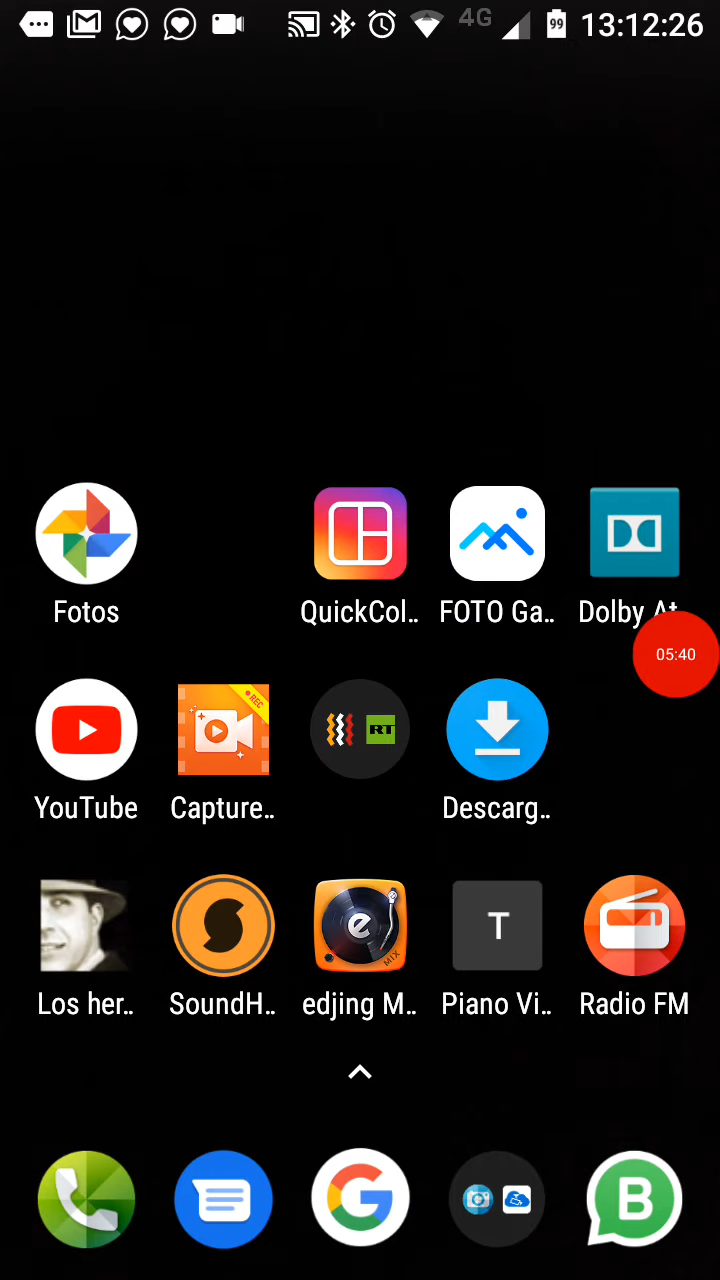 4G 99 13:12:26
Fotos QuickCol.. FOTO Ga.. Dolby At..
05:40
REC
RT
YouTube Capture.. Descarg..
e
MIX
T
Los her.. SoundH.. edjing M.. Piano Vi.. Radio FM
G B